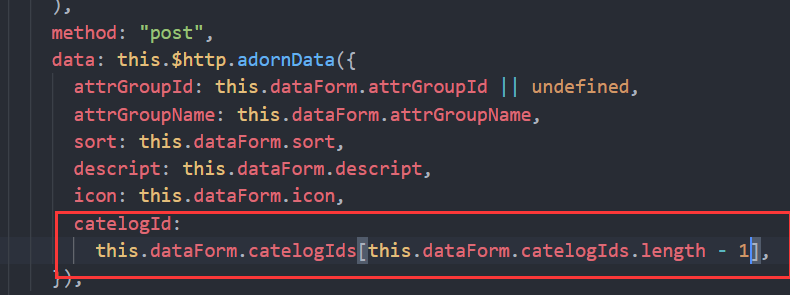 ),
method: "post",
data: this.$http.adornData({
attrGroupId: this.dataForm.attrGroupId || undefined,
attrGroupName: this.dataForm.attrGroupName,
sort: this.dataForm.sort,
descript: this.dataForm.descript,
icon: this.dataForm.icon,
catelogId:
this.dataForm.catelogIds[this.dataForm.catelogIds.length - 1],
}),